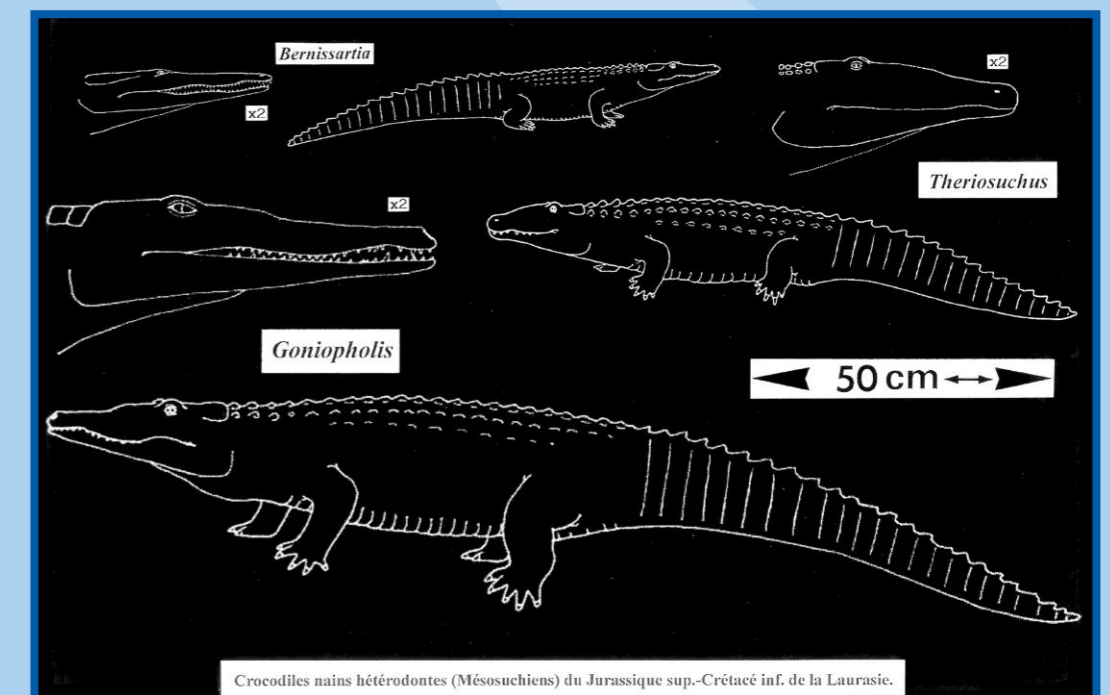 Bernissartia
x2
x2
Theriosuchus
x2
Goniopholis
50 cm
Crocodiles nains hétérodontes (Mésosuchiens) du Jurassique sup.-Crétacé inf. de la Laurasie.